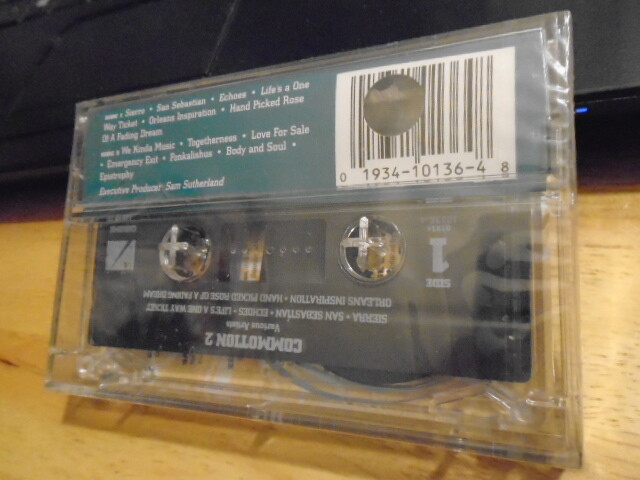 SIDE 1: Sierra • San Sebastian • Echoes • Life's a One
Way Ticket • Orleans Inspuration • Hand Picked Rose
Of A Fading Dream
SIDE 2: We Kinda Music • Togetherness • Love For Sale
• Emergency Exit • Funkalishus • Body and Soul •
Epistrophy
Executive Producer: Sam Sutherland
0 1934-10136-4 8
1
SIDE
COMMOTION 2
Various Artists
SIERRA • SAN SEBASTIAN • ECHOES • LIFE'S A ONE WAY TICKET
ORLEANS INSPIRATION • HAND PICKED ROSE OF A FADING DREAM